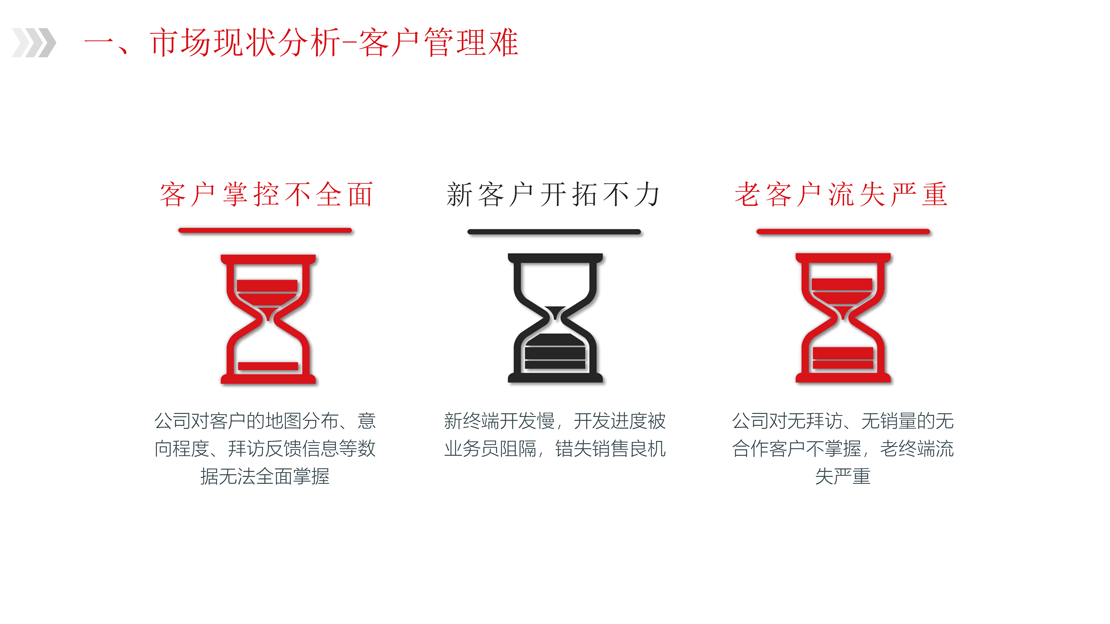 一、市场现状分析-客户管理难
客户掌控不全面
新客户开拓不力
老客户流失严重
公司对客户的地图分布、意
向程度、拜访反馈信息等数
据无法全面掌握
新终端开发慢，开发进度被
业务员阻隔，错失销售良机
公司对无拜访、无销量的无
合作客户不掌握，老终端流
失严重